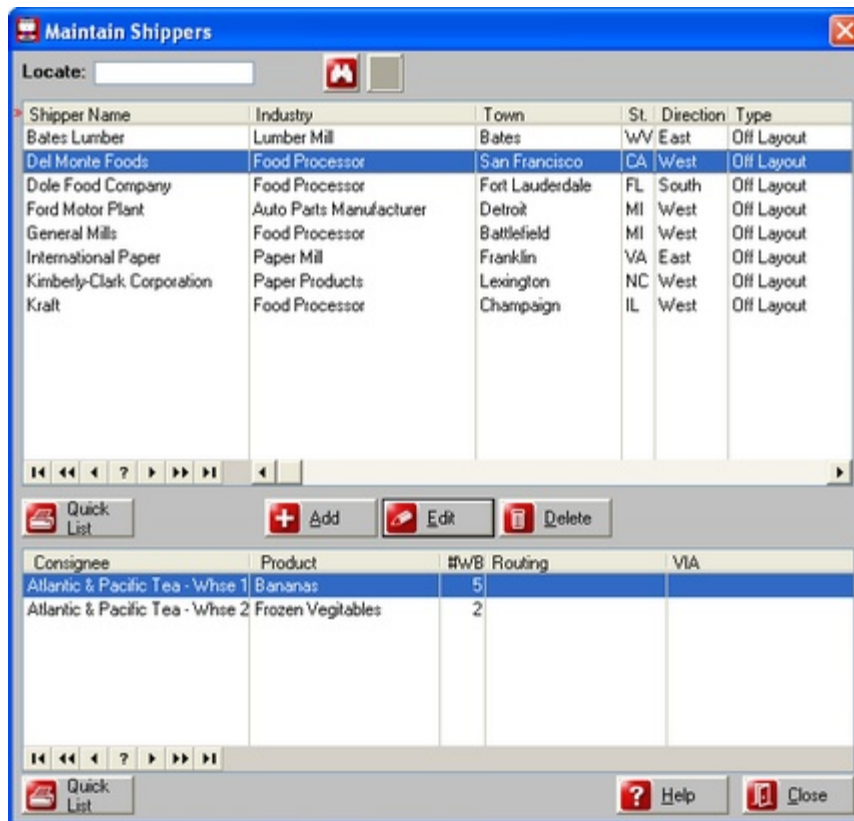 Maintain Shippers
Locate:
Shipper Name Industry Town St. Direction Type
Bates Lumber Lumber Mill Bates WV East Off Layout
Del Monte Foods Food Processor San Francisco CA West Off Layout
Dole Food Company Food Processor Fort Lauderdale FL South Off Layout
Ford Motor Plant Auto Parts Manufacturer Detroit MI West Off Layout
General Mills Food Processor Battlefield MI West Off Layout
International Paper Paper Mill Franklin VA East Off Layout
Kimberly-Clark Corporation Paper Products Lexington NC West Off Layout
Kraft Food Processor Champaign IL West Off Layout
?
Quick List Add Edit Delete
Consignee Product #WB Routing VIA
Atlantic & Pacific Tea - Whse 1 Bananas 5
Atlantic & Pacific Tea - Whse 2 Frozen Vegitables 2
?
Quick List ? Help Close